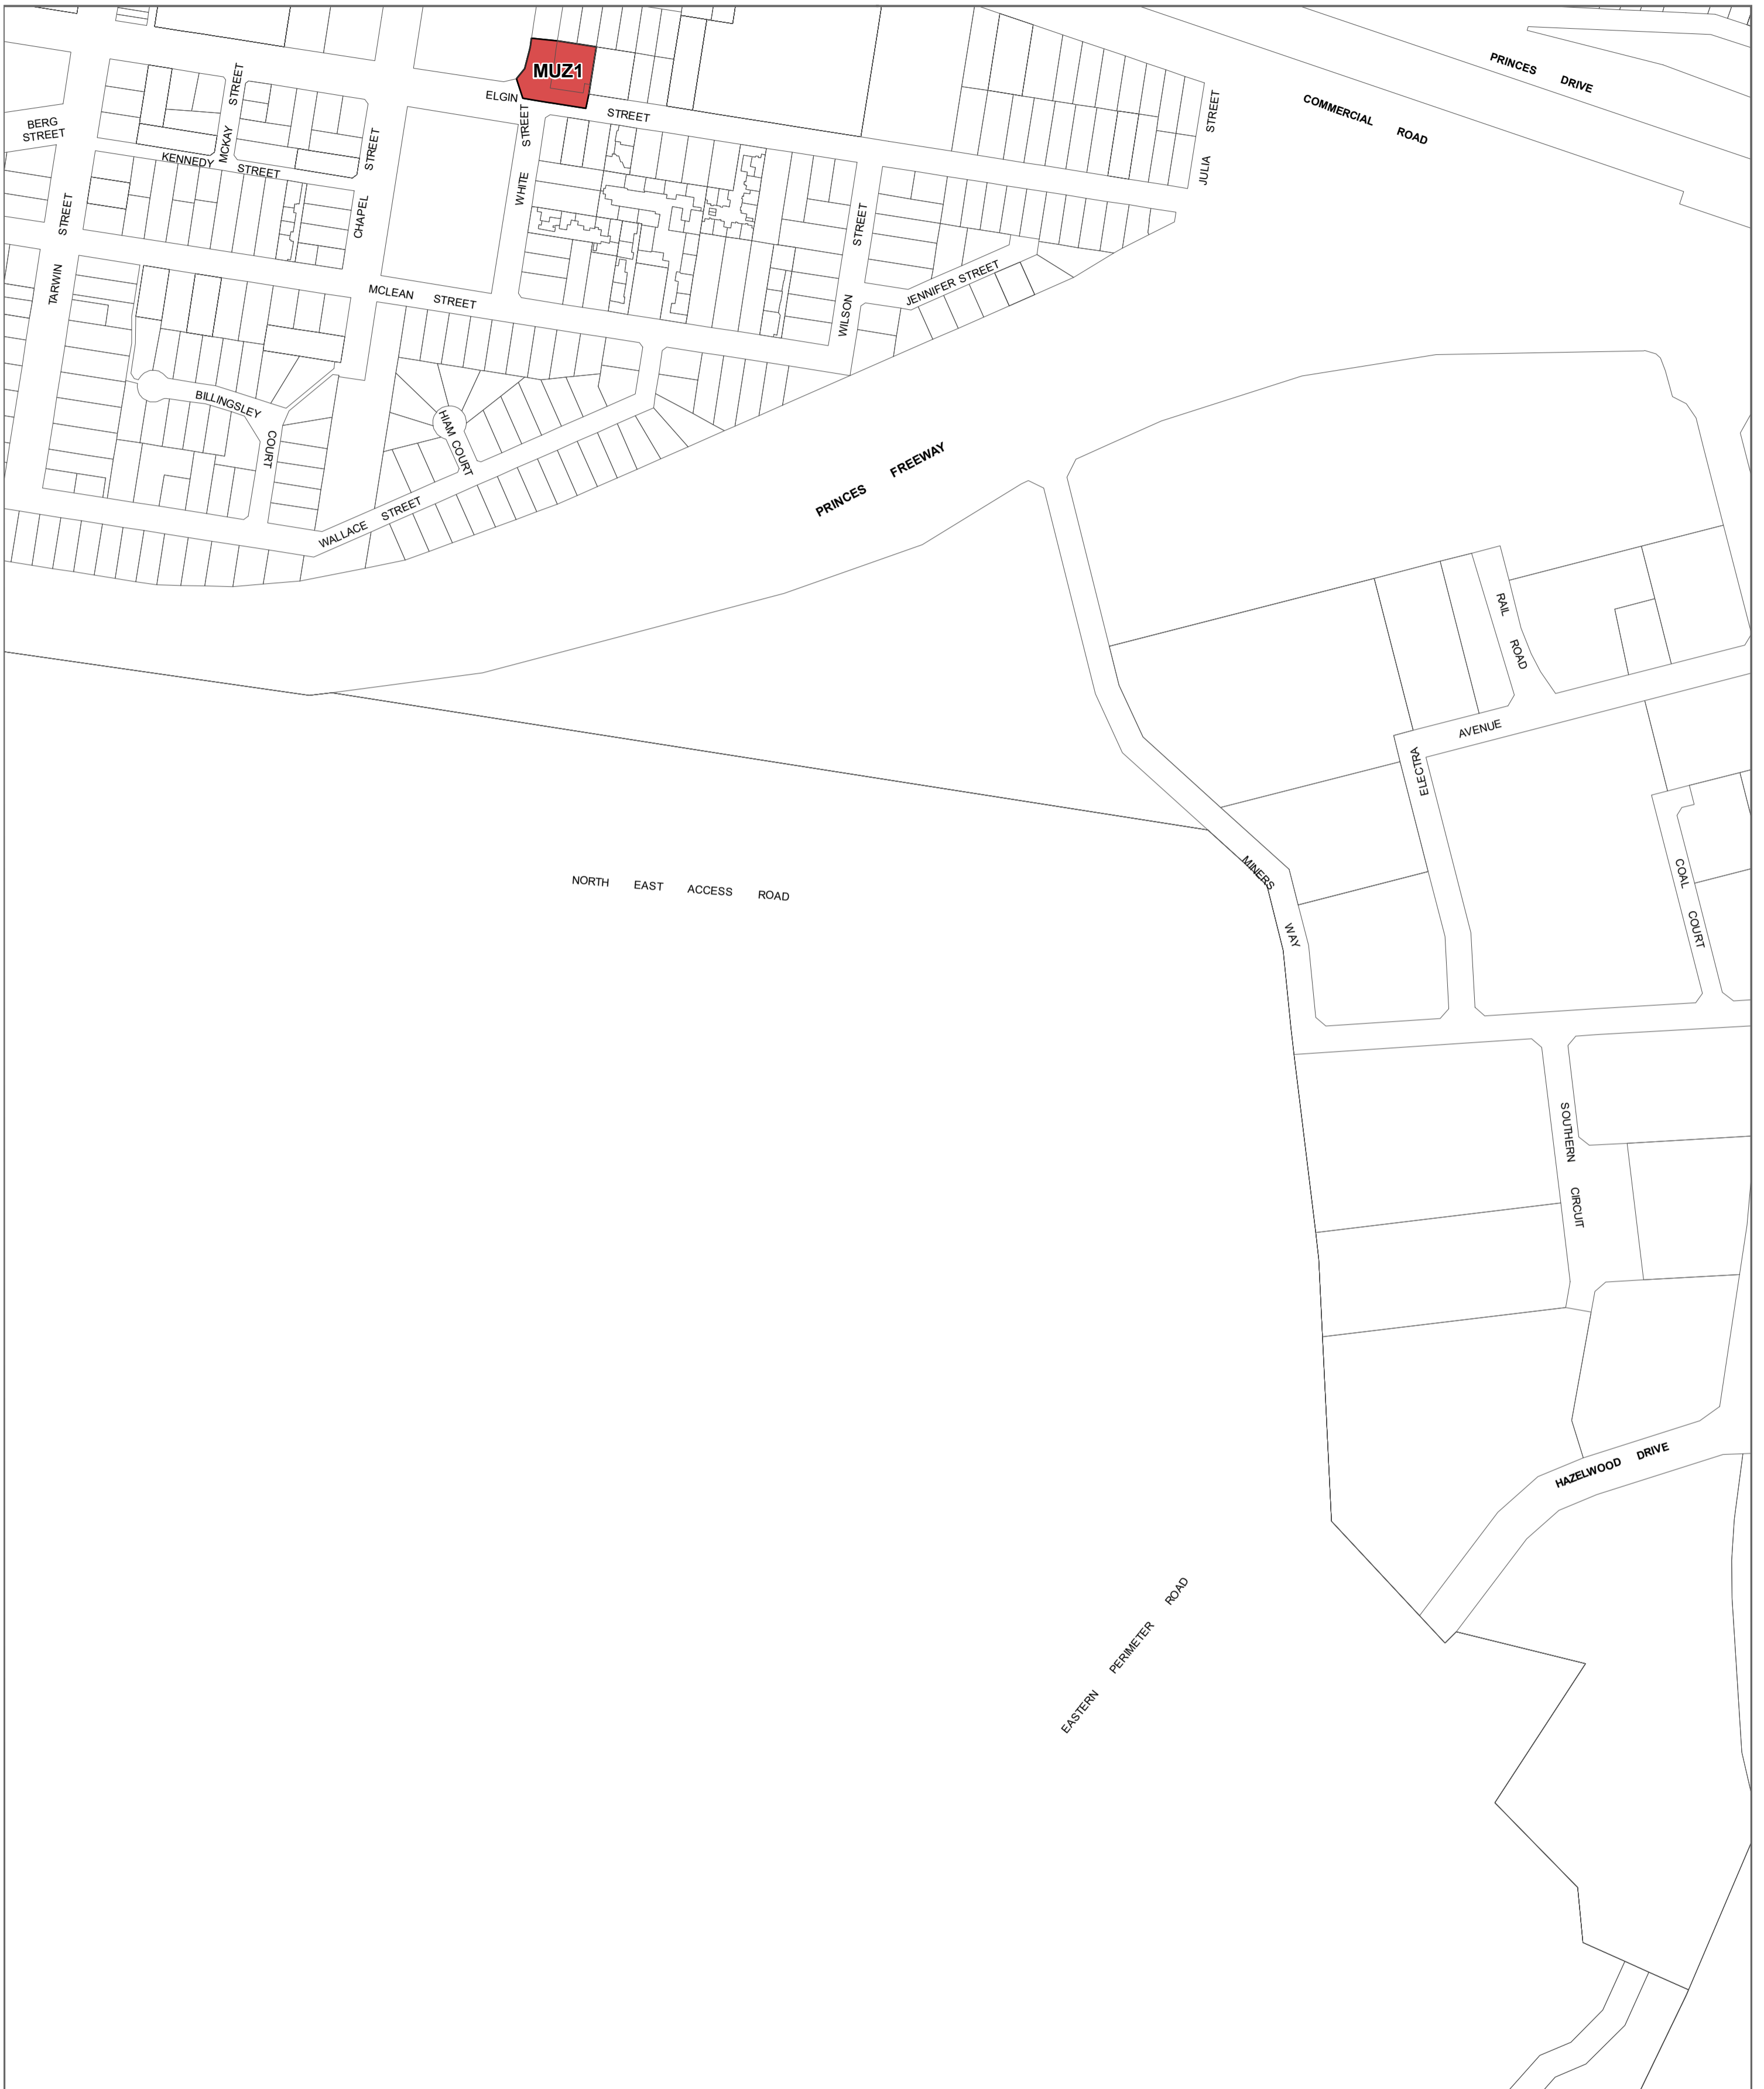 PRINCES DRIVE
COMMERCIAL ROAD
MUZ1
ELGIN STREET
BERG
STREET
MCKAY STREET
KENNEDY STREET
CHAPEL STREET
WHITE STREET
JULIA STREET
TARWIN STREET
WILSON STREET
JENNIFER STREET
MCLEAN STREET
BILLINGSLEY COURT
HIAM COURT
WALLACE STREET
PRINCES FREEWAY
RAIL ROAD
ELECTRA AVENUE
MINERS WAY
COAL COURT
NORTH EAST ACCESS ROAD
SOUTHERN CIRCUIT
HAZELWOOD DRIVE
EASTERN PERIMETER ROAD